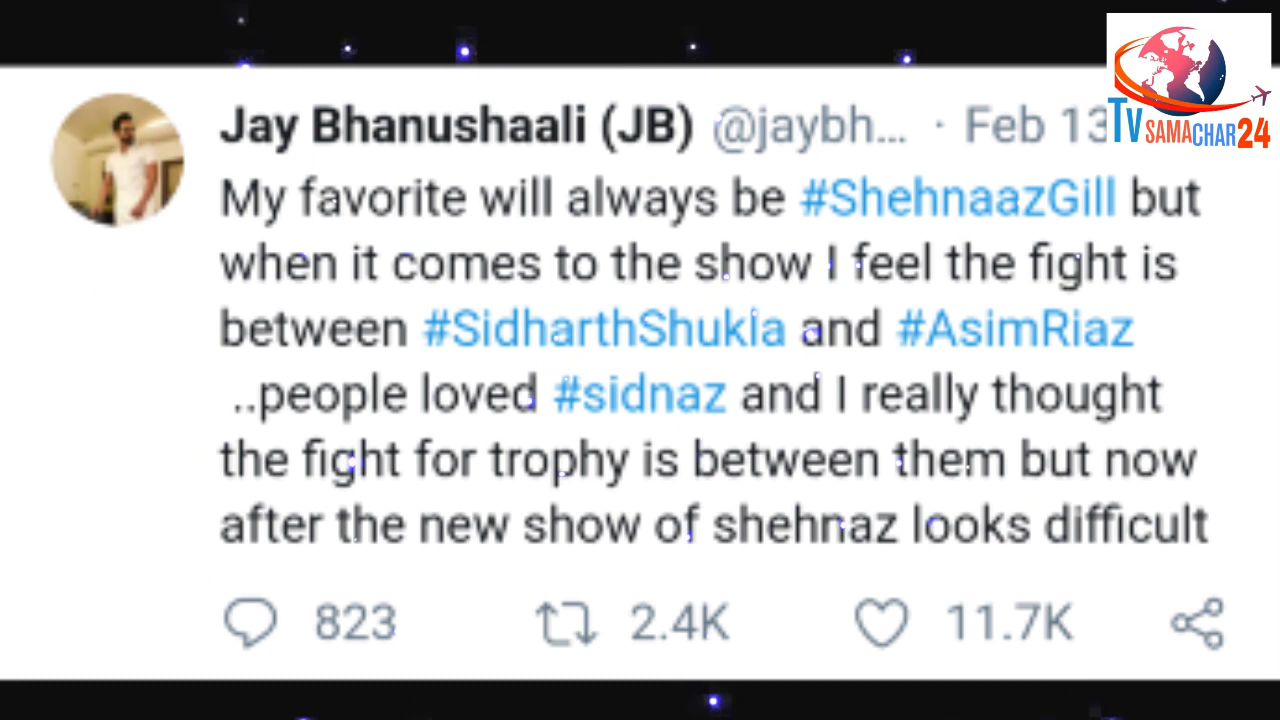 Jay Bhanushaali (JB) @jaybh... · Feb 13
TV SAMACHAR 24
My favorite will always be #ShehnaazGill but
when it comes to the show I feel the fight is
between #SidharthShukla and #AsimRiaz
..people loved #sidnaz and I really thought
the fight for trophy is between them but now
after the new show of shehnaz looks difficult
823 2.4K 11.7K